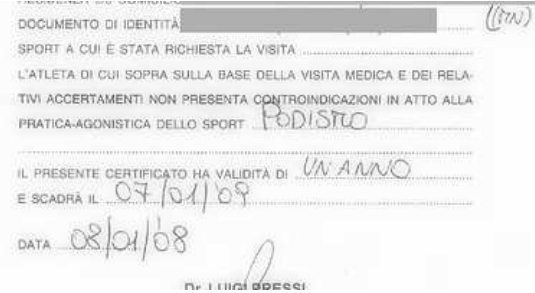 DOCUMENTO DI IDENTITÀ
SPORT A CUI È STATA RICHIESTA LA VISITA
L'ATLETA DI CUI SOPRA SULLA BASE DELLA VISITA MEDICA E DEI RELA-
TIVI ACCERTAMENTI NON PRESENTA CONTROINDICAZIONI IN ATTO ALLA
PRATICA-AGONISTICA DELLO SPORT PODISTICO
IL PRESENTE CERTIFICATO HA VALIDITÀ DI UN ANNO
E SCADRÀ IL 07/01/09
DATA 08/01/08
Dr. LUIGI PRESSI